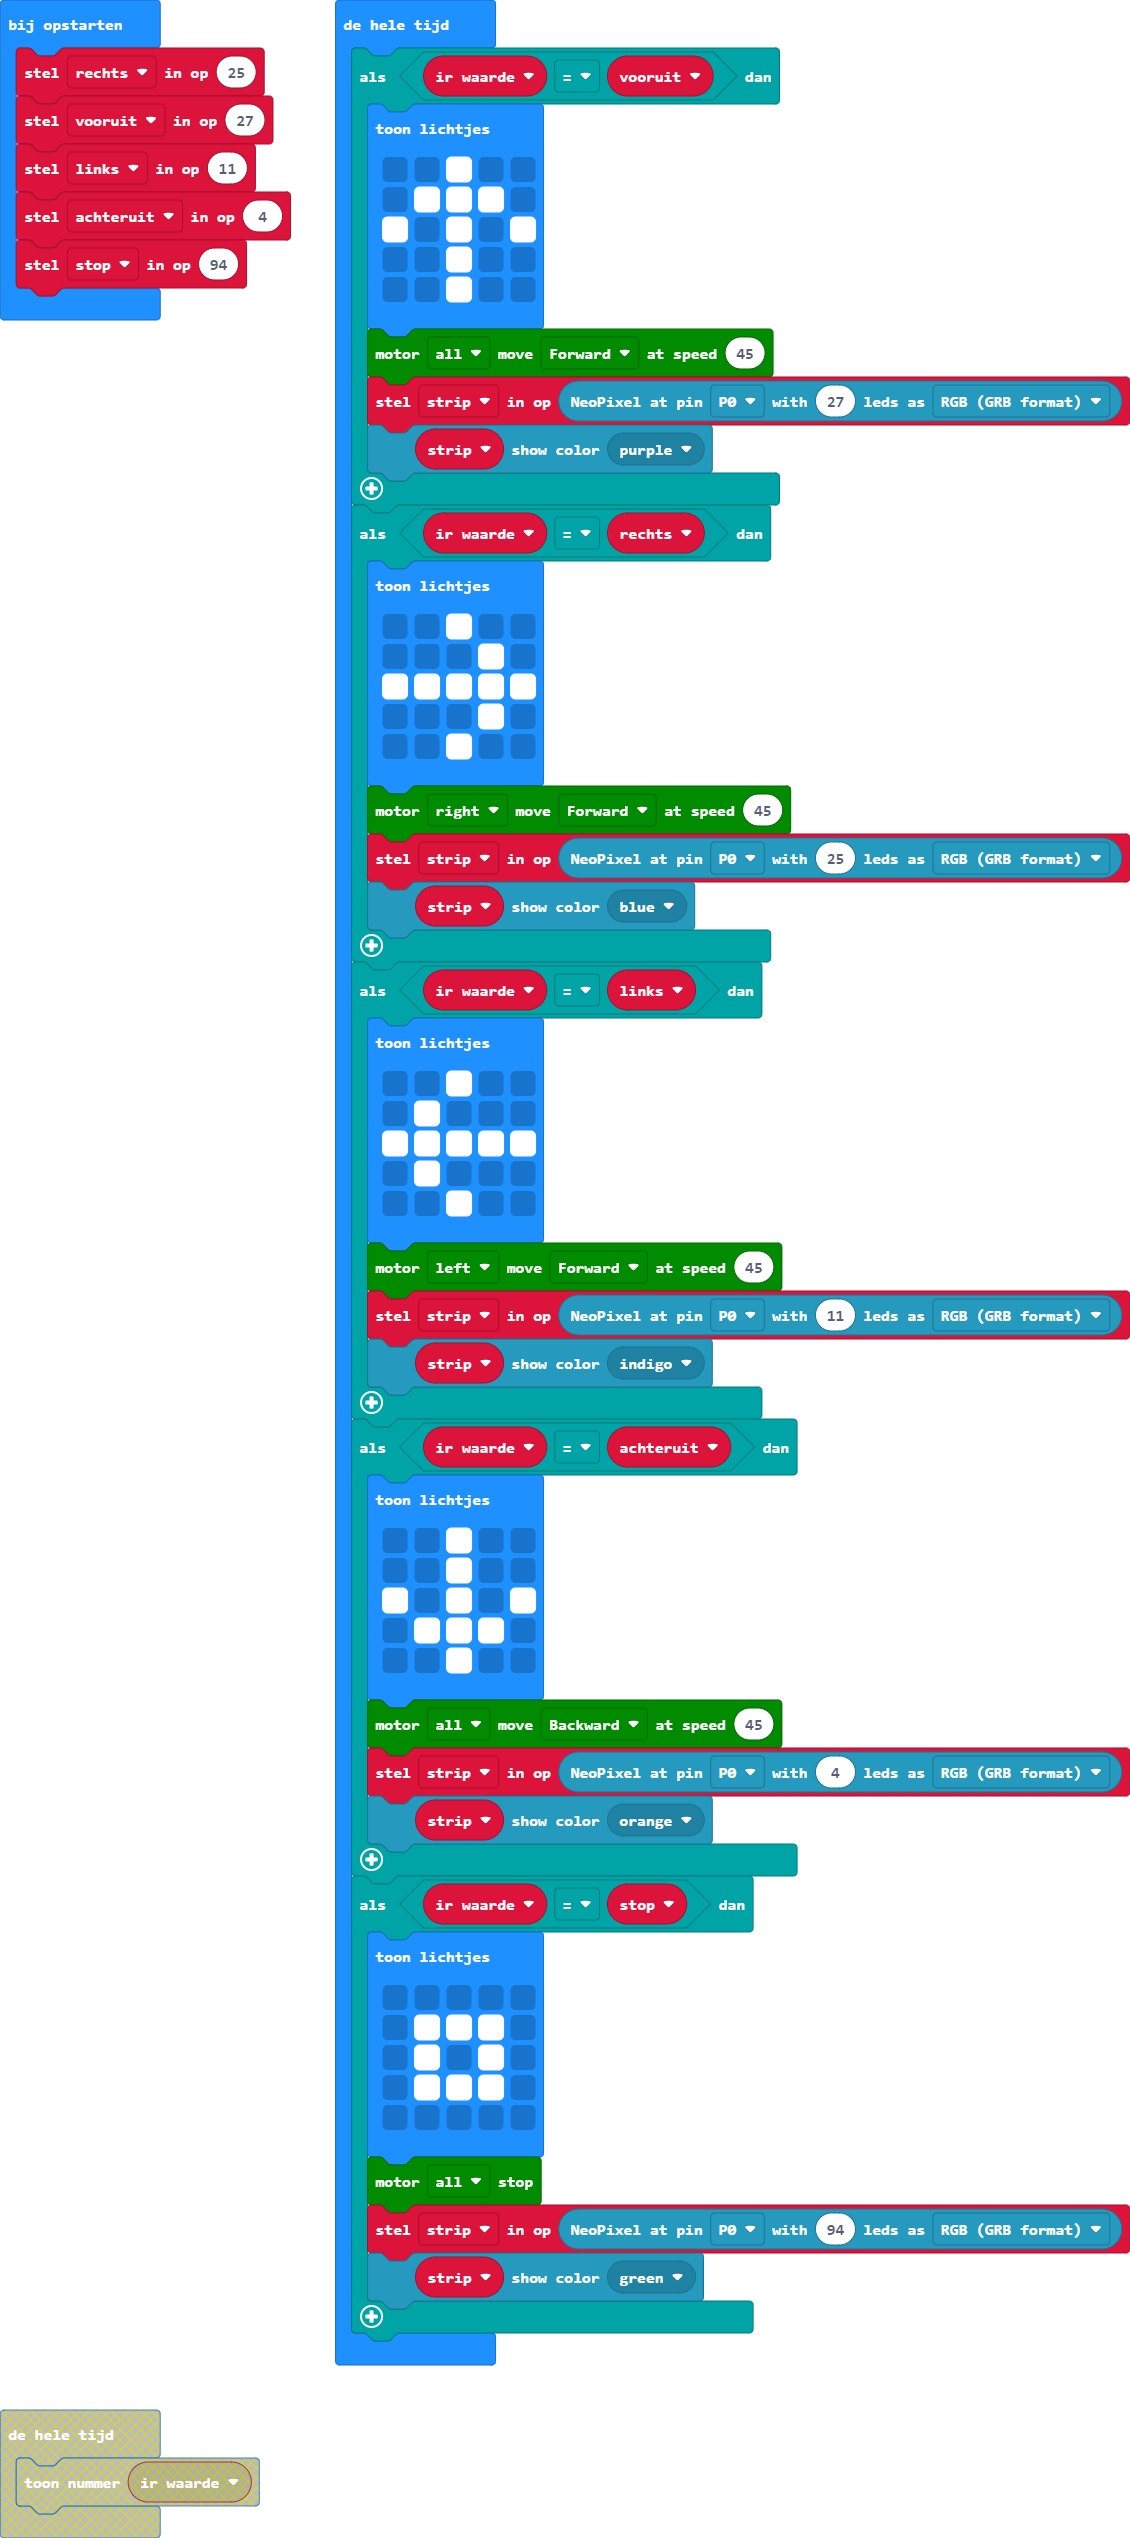 bij opstarten
stel rechts in op 25
stel vooruit in op 27
stel links in op 11
stel achteruit in op 4
stel stop in op 94
de hele tijd
als ir waarde = vooruit dan
toon lichtjes
motor all move Forward at speed 45
stel strip in op NeoPixel at pin P0 with 27 leds as RGB (GRB format)
strip show color purple
als ir waarde = rechts dan
toon lichtjes
motor right move Forward at speed 45
stel strip in op NeoPixel at pin P0 with 25 leds as RGB (GRB format)
strip show color blue
als ir waarde = links dan
toon lichtjes
motor left move Forward at speed 45
stel strip in op NeoPixel at pin P0 with 11 leds as RGB (GRB format)
strip show color indigo
als ir waarde = achteruit dan
toon lichtjes
motor all move Backward at speed 45
stel strip in op NeoPixel at pin P0 with 4 leds as RGB (GRB format)
strip show color orange
als ir waarde = stop dan
toon lichtjes
motor all stop
stel strip in op NeoPixel at pin P0 with 94 leds as RGB (GRB format)
strip show color green
de hele tijd
toon nummer ir waarde